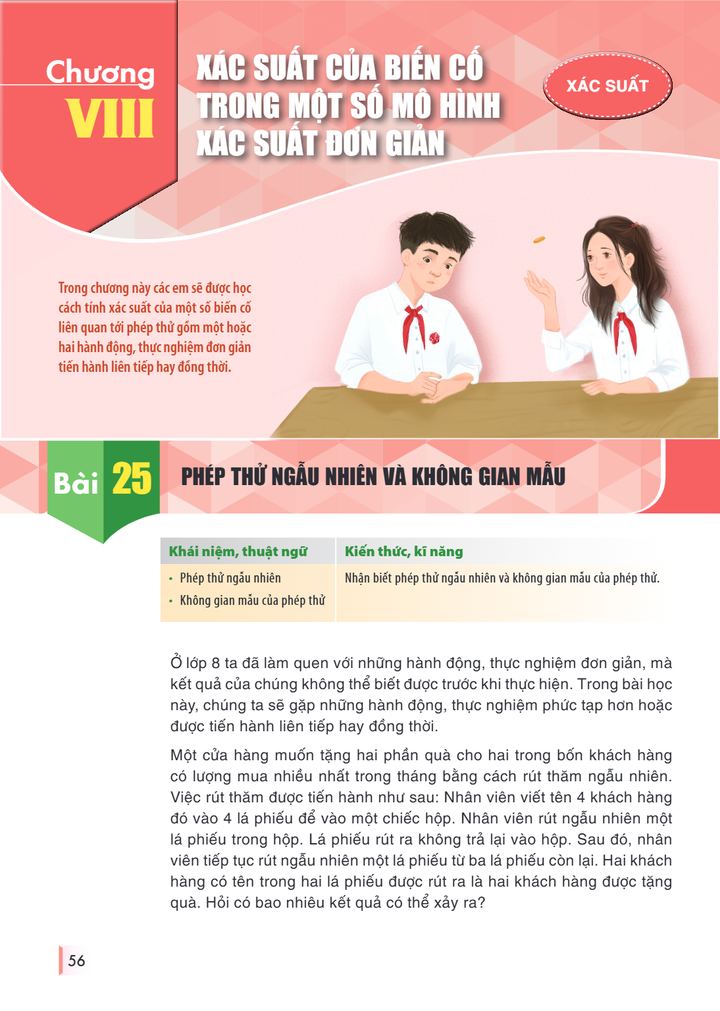 Chương
VIII
XÁC SUẤT CỦA BIẾN CỐ
TRONG MỘT SỐ MÔ HÌNH
XÁC SUẤT ĐƠN GIẢN
XÁC SUẤT
Trong chương này các em sẽ được học
cách tính xác suất của một số biến cố
liên quan tới phép thử gồm một hoặc
hai hành động, thực nghiệm đơn giản
tiến hành liên tiếp hay đồng thời.
Bài 25
PHÉP THỬ NGẪU NHIÊN VÀ KHÔNG GIAN MẪU
Khái niệm, thuật ngữ
• Phép thử ngẫu nhiên
• Không gian mẫu của phép thử
Kiến thức, kĩ năng
Nhận biết phép thử ngẫu nhiên và không gian mẫu của phép thử.
Ở lớp 8 ta đã làm quen với những hành động, thực nghiệm đơn giản, mà
kết quả của chúng không thể biết được trước khi thực hiện. Trong bài học
này, chúng ta sẽ gặp những hành động, thực nghiệm phức tạp hơn hoặc
được tiến hành liên tiếp hay đồng thời.
Một cửa hàng muốn tặng hai phần quà cho hai trong bốn khách hàng
có lượng mua nhiều nhất trong tháng bằng cách rút thăm ngẫu nhiên.
Việc rút thăm được tiến hành như sau: Nhân viên viết tên 4 khách hàng
đó vào 4 lá phiếu để vào một chiếc hộp. Nhân viên rút ngẫu nhiên một
lá phiếu trong hộp. Lá phiếu rút ra không trả lại vào hộp. Sau đó, nhân
viên tiếp tục rút ngẫu nhiên một lá phiếu từ ba lá phiếu còn lại. Hai khách
hàng có tên trong hai lá phiếu được rút ra là hai khách hàng được tặng
quà. Hỏi có bao nhiêu kết quả có thể xảy ra?
56